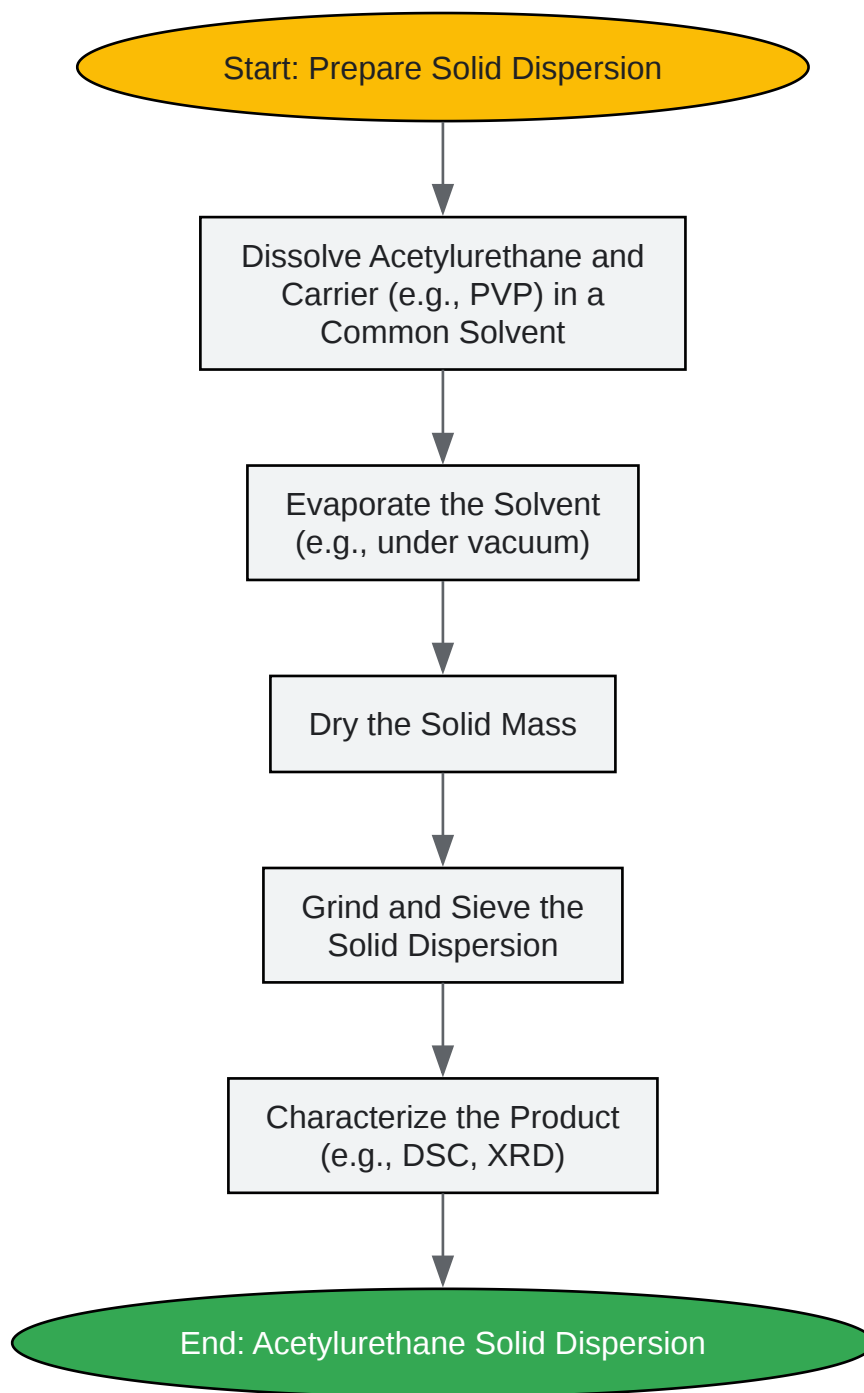 Start: Prepare Solid Dispersion
Dissolve Acetylurethane and
Carrier (e.g., PVP) in a
Common Solvent
Evaporate the Solvent
(e.g., under vacuum)
Dry the Solid Mass
Grind and Sieve the
Solid Dispersion
Characterize the Product
(e.g., DSC, XRD)
End: Acetylurethane Solid Dispersion